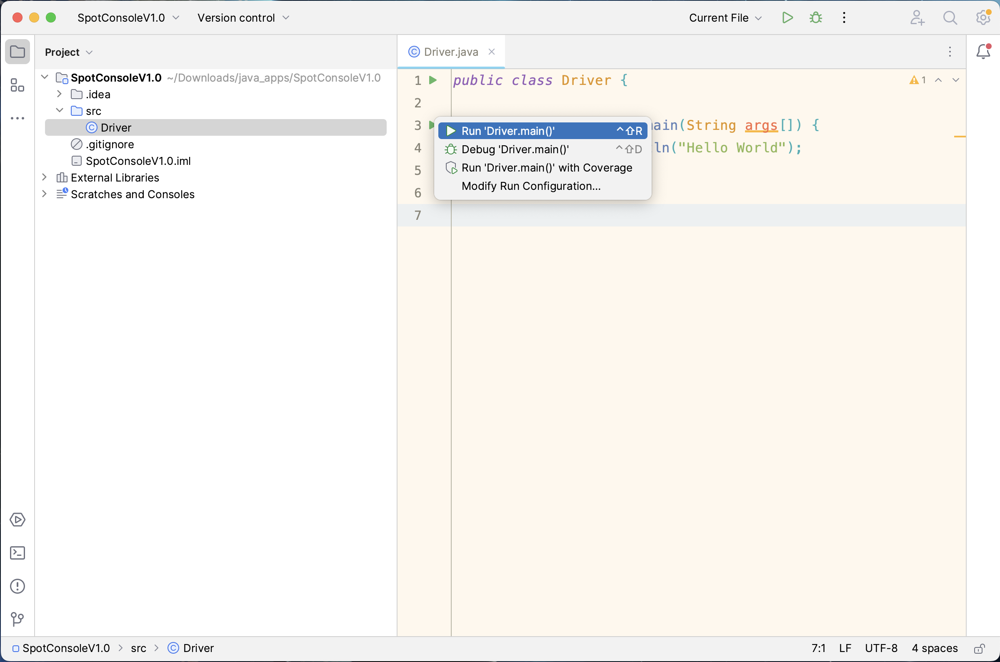 SpotConsoleV1.0 Version control Current File
Project
SpotConsoleV1.0 ~/Downloads/java_apps/SpotConsoleV1.0
.idea
src
Driver
.gitignore
SpotConsoleV1.0.iml
External Libraries
Scratches and Consoles
Driver.java
1 public class Driver {
1
2
3 ain(String args[]) {
4 ln("Hello World");
5
6
7
Run 'Driver.main()' ^⇧R
Debug 'Driver.main()' ^⇧D
Run 'Driver.main()' with Coverage
Modify Run Configuration...
SpotConsoleV1.0 > src > Driver
7:1 LF UTF-8 4 spaces